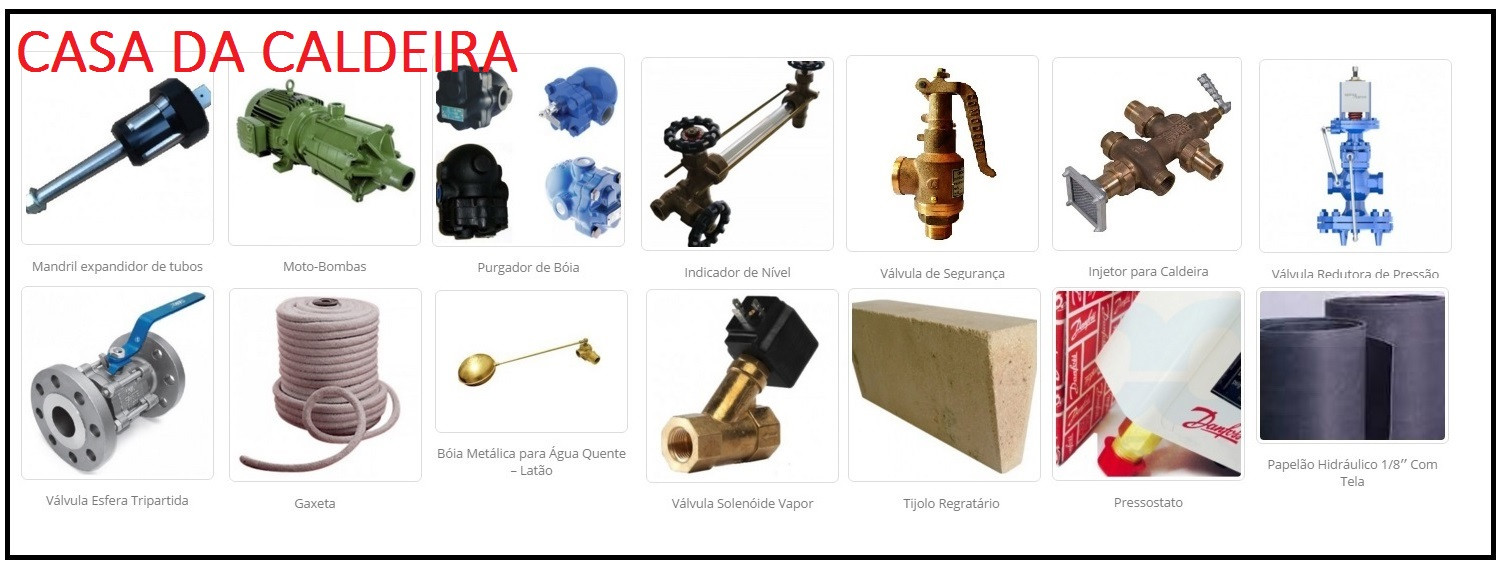 CASA DA CALDEIRA
Mandril expandidor de tubos
Moto-Bombas
Purgador de Bóia
Indicador de Nível
Válvula de Segurança
Injetor para Caldeira
Válvula Redutora de Pressão
Válvula Esfera Tripartida
Gaxeta
Bóia Metálica para Água Quente
– Latão
Válvula Solenóide Vapor
Tijolo Regratário
Danfoss
Danfoss
Pressostato
Papelão Hidráulico 1/8″ Com
Tela